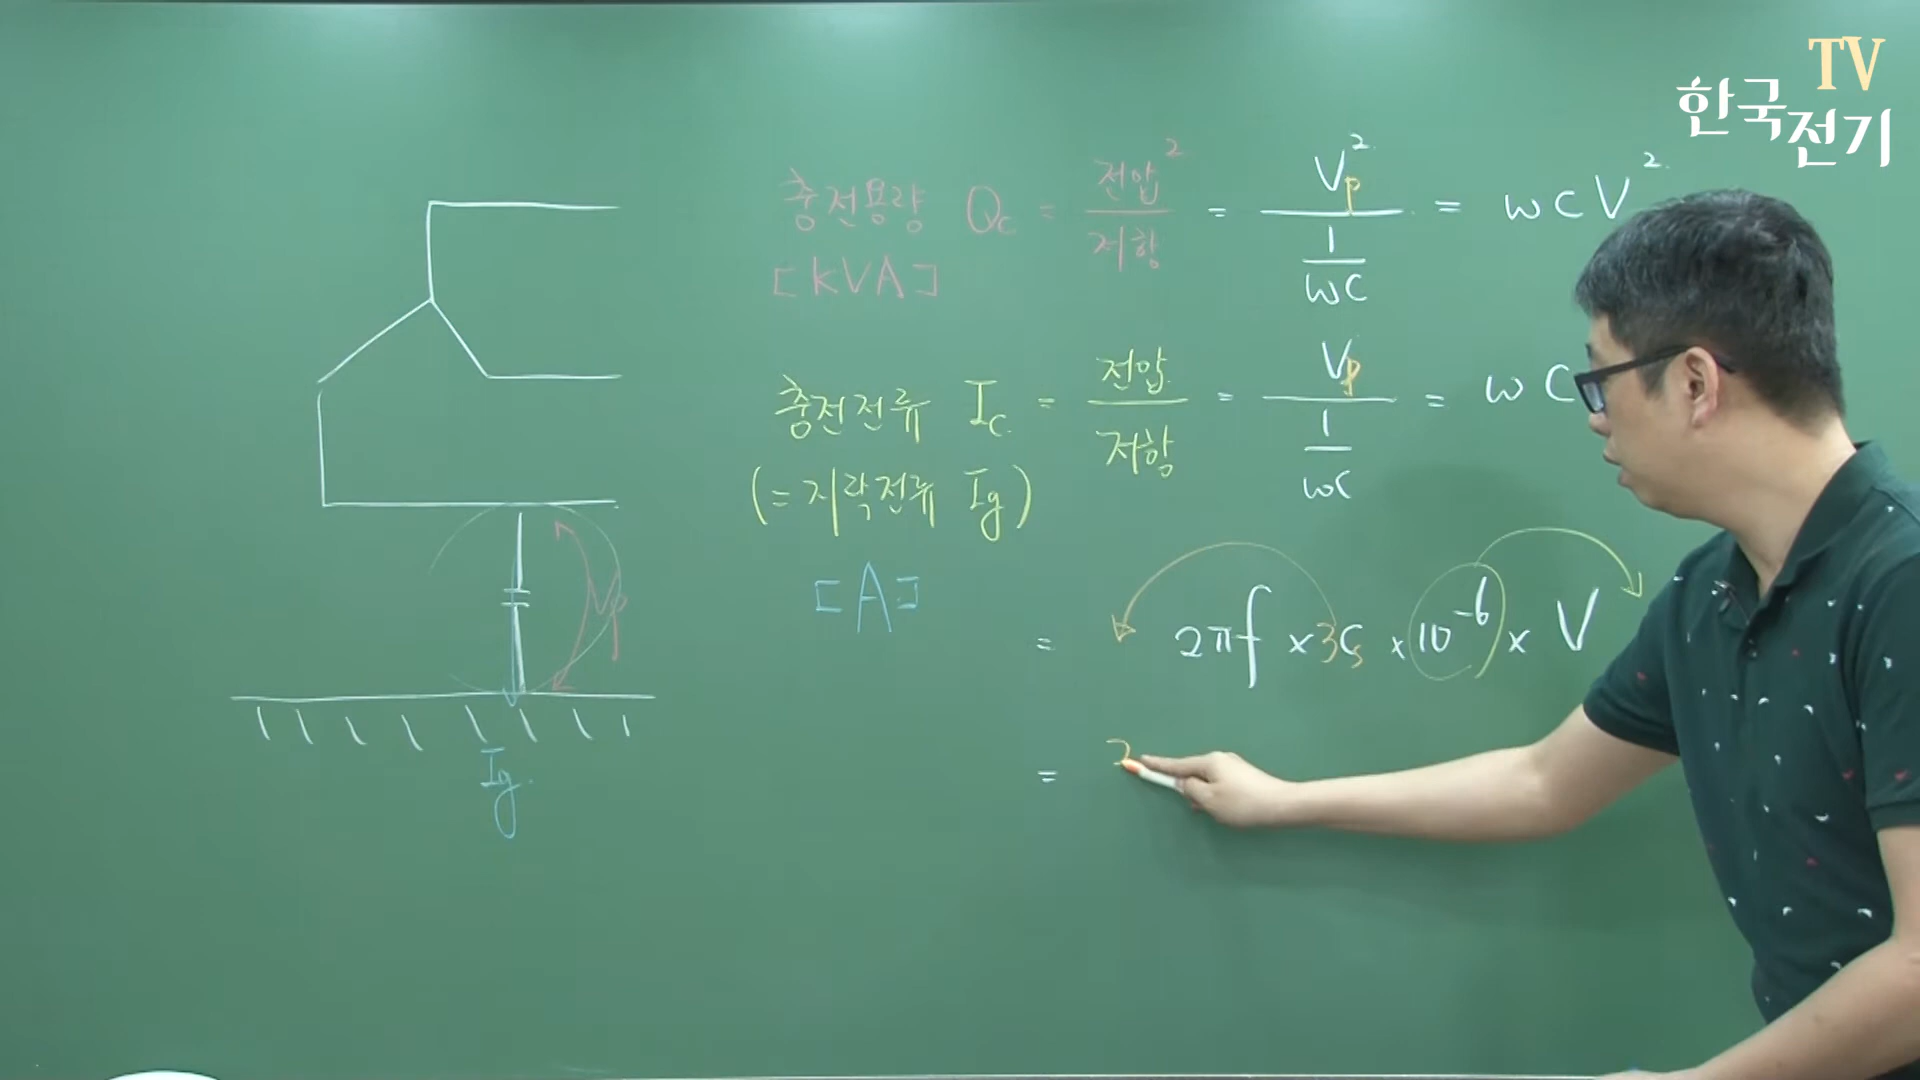 TV
한국전기
충전용량 Qc = 전압² / 저항 = Vp² / (1/ωC) = ωCV²
[kVA]
충전전류 Ic = 전압 / 저항 = Vp / (1/ωC) = ωC
(= 지락전류 Ig)
[A]
= 2πf × 3Cs × 10⁻⁶ × V
=
Vp
Ig